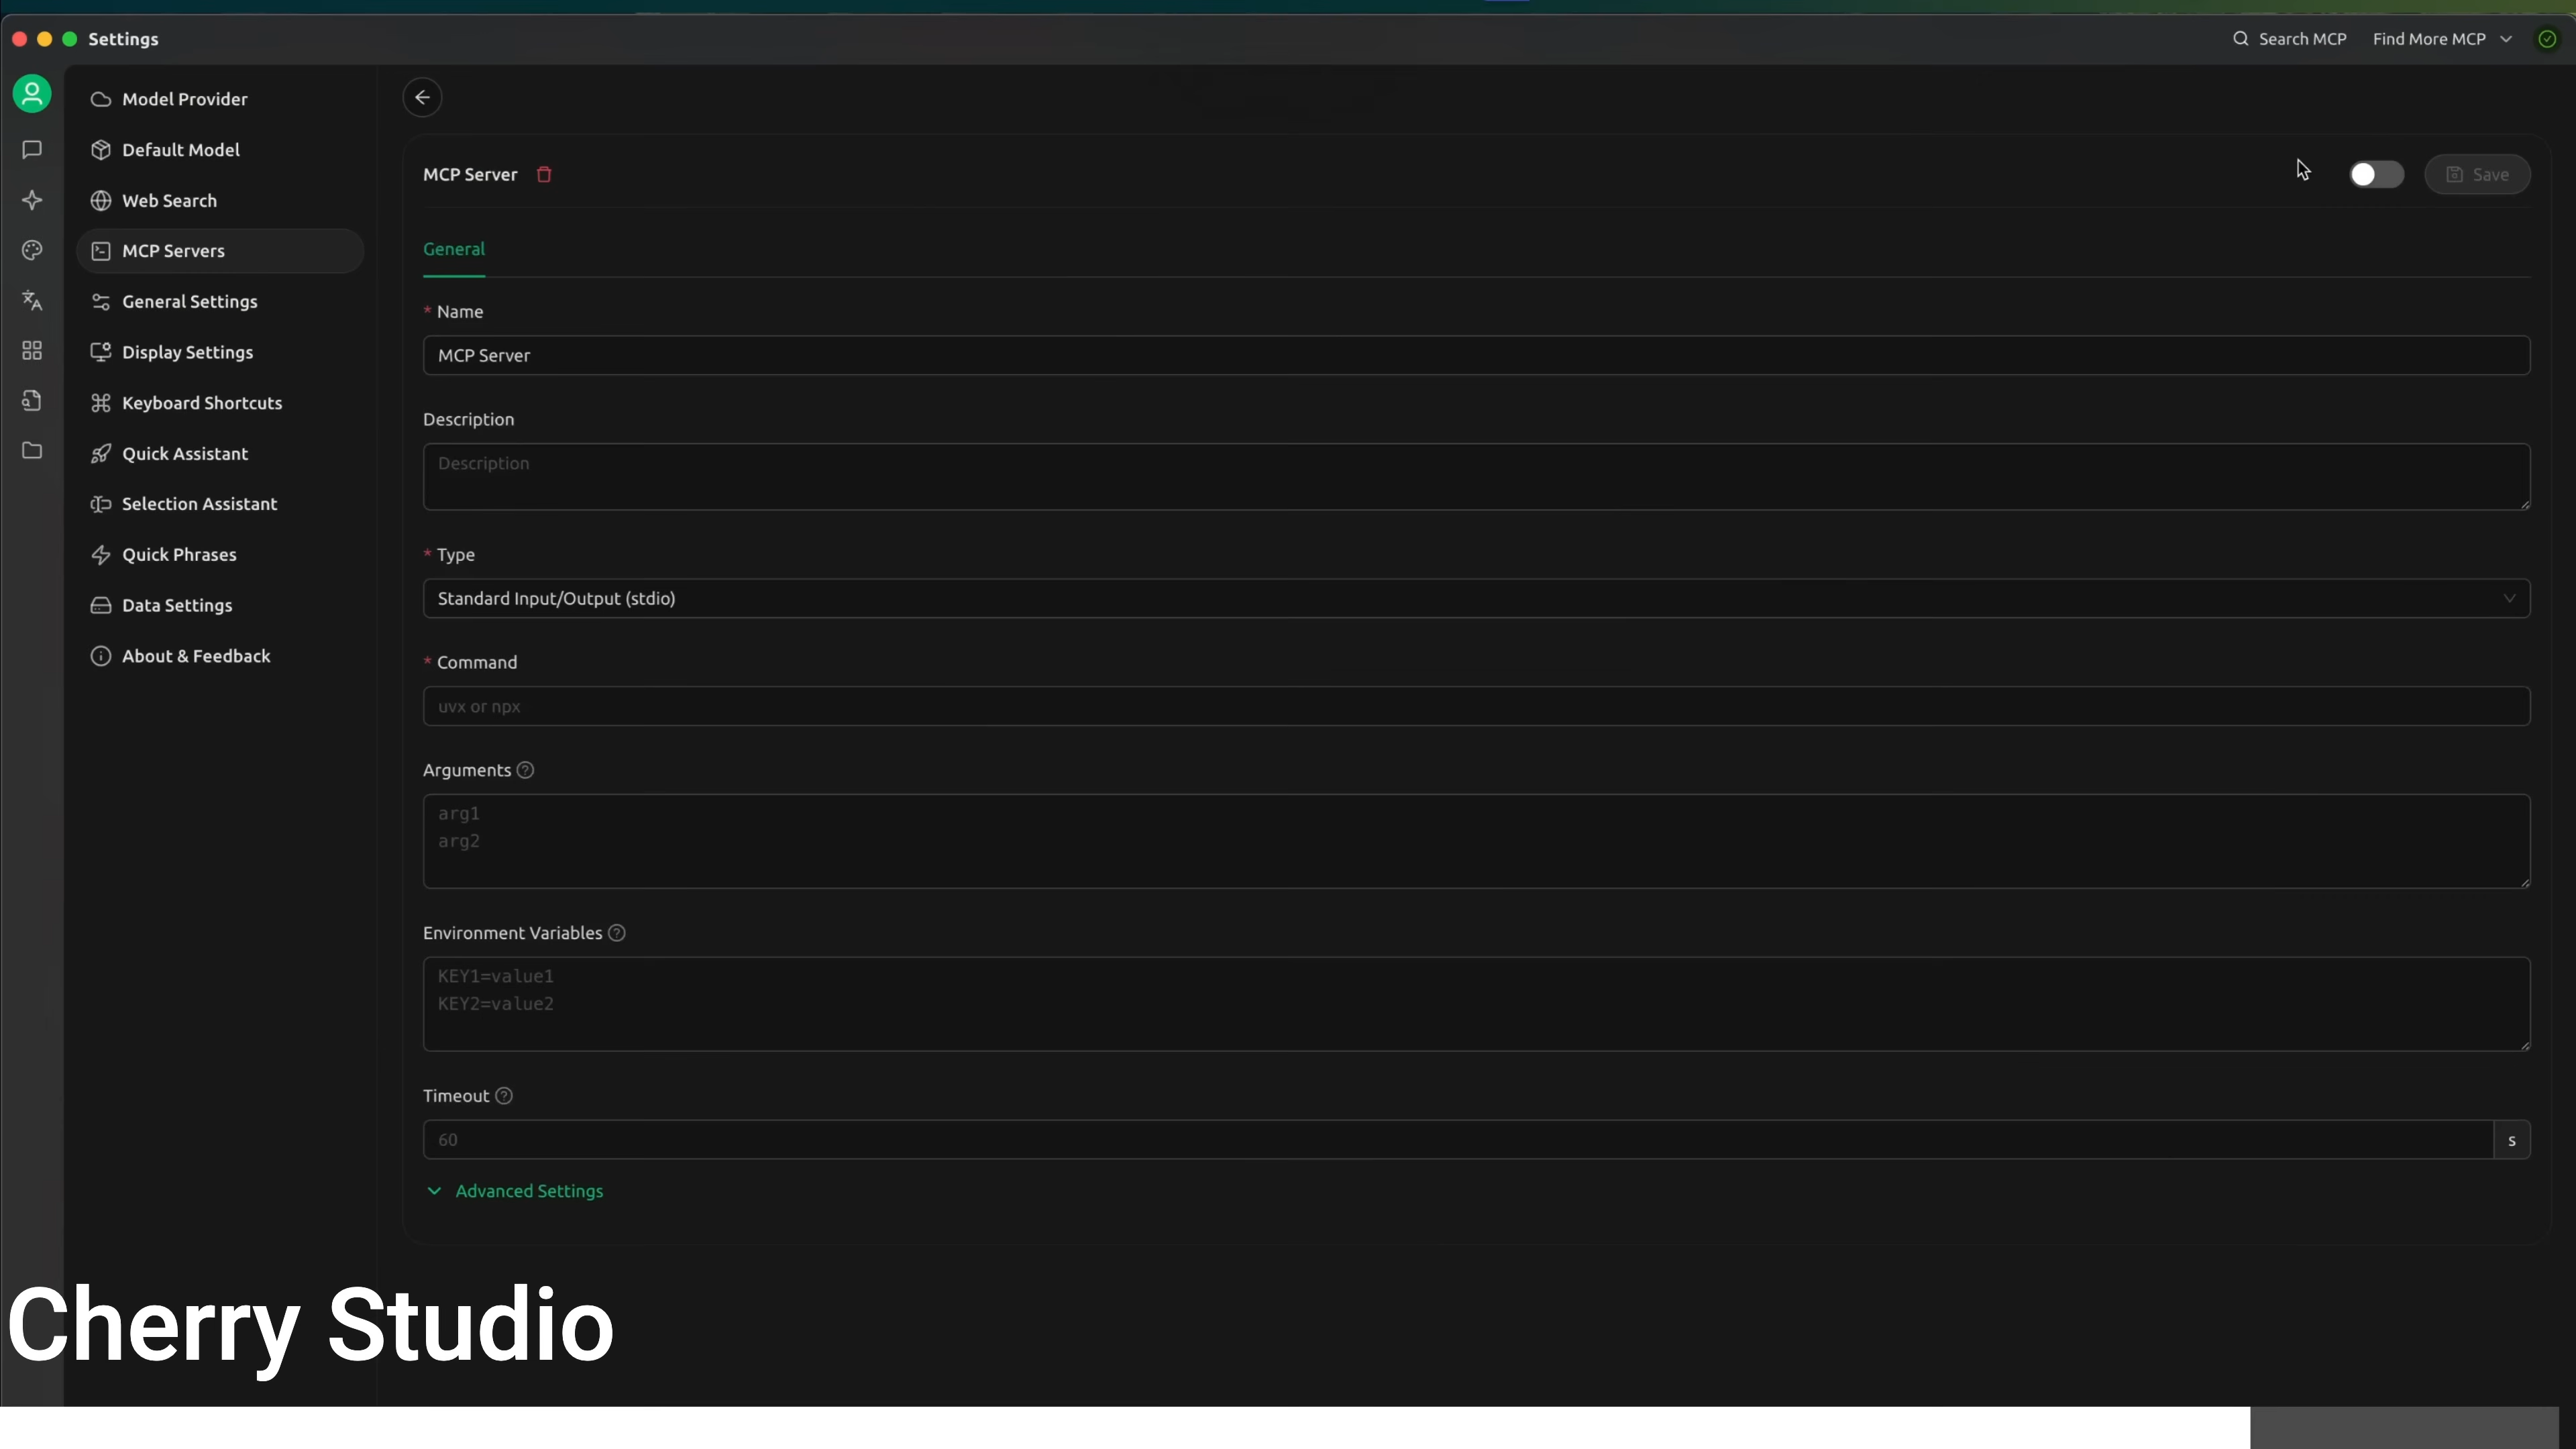 Settings
Search MCP
Find More MCP
Model Provider
Default Model
Web Search
MCP Servers
General Settings
Display Settings
Keyboard Shortcuts
Quick Assistant
Selection Assistant
Quick Phrases
Data Settings
About & Feedback
MCP Server
Save
General
* Name
MCP Server
Description
Description
* Type
Standard Input/Output (stdio)
* Command
uvx or npx
Arguments
arg1
arg2
Environment Variables
KEY1=value1
KEY2=value2
Timeout
60
s
Advanced Settings
Cherry Studio